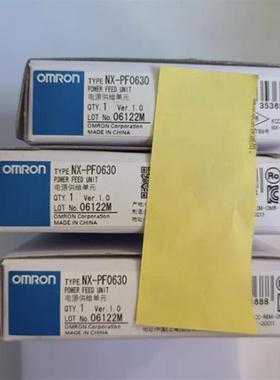 OMRON
TYPE NX-PF0630
POWER FEED UNIT
电源供给单元
QTY. 1 Ver. 1.0
LOT No. 06122M
OMRON Corporation
MADE IN CHINA
35368
OMRON
TYPE NX-PF0630
POWER FEED UNIT
电源供给单元
QTY. 1 Ver. 1.0
LOT No. 06122M
OMRON Corporation
MADE IN CHINA
OMRON
TYPE NX-PF0630
POWER FEED UNIT
电源供给单元
QTY. 1 Ver. 1.0
LOT No. 06122M
OMRON Corporation
MADE IN CHINA